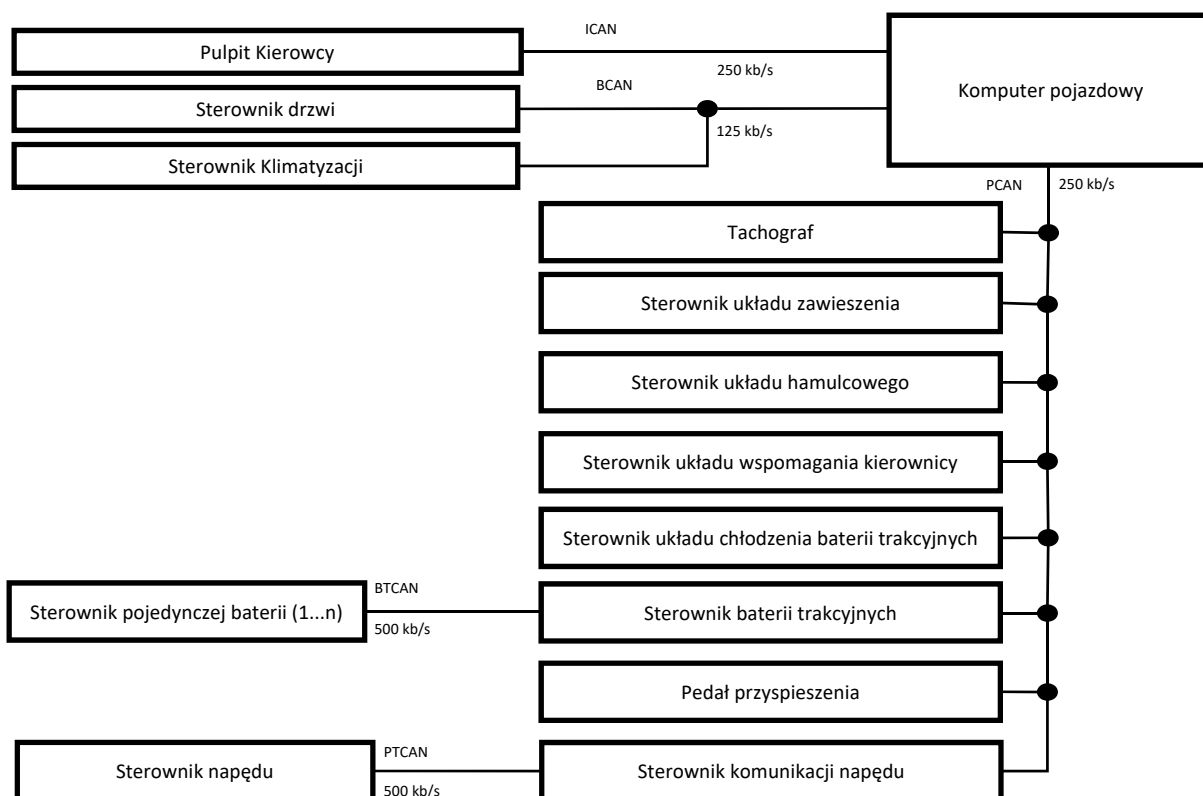 ICAN
Pulpit Kierowcy
250 kb/s
Komputer pojazdowy
BCAN
Sterownik drzwi
125 kb/s
Sterownik Klimatyzacji
PCAN
250 kb/s
Tachograf
Sterownik układu zawieszenia
Sterownik układu hamulcowego
Sterownik układu wspomagania kierownicy
Sterownik układu chłodzenia baterii trakcyjnych
BTCAN
Sterownik pojedynczej baterii (1...n)
500 kb/s
Sterownik baterii trakcyjnych
Pedał przyspieszenia
PTCAN
Sterownik napędu
500 kb/s
Sterownik komunikacji napędu